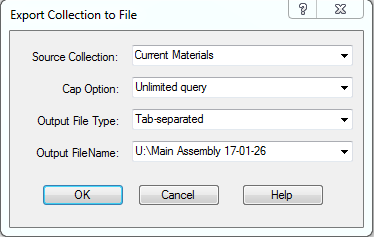 Export Collection to File
Source Collection: Current Materials
Cap Option: Unlimited query
Output File Type: Tab-separated
Output FileName: U:\Main Assembly 17-01-26
OK Cancel Help